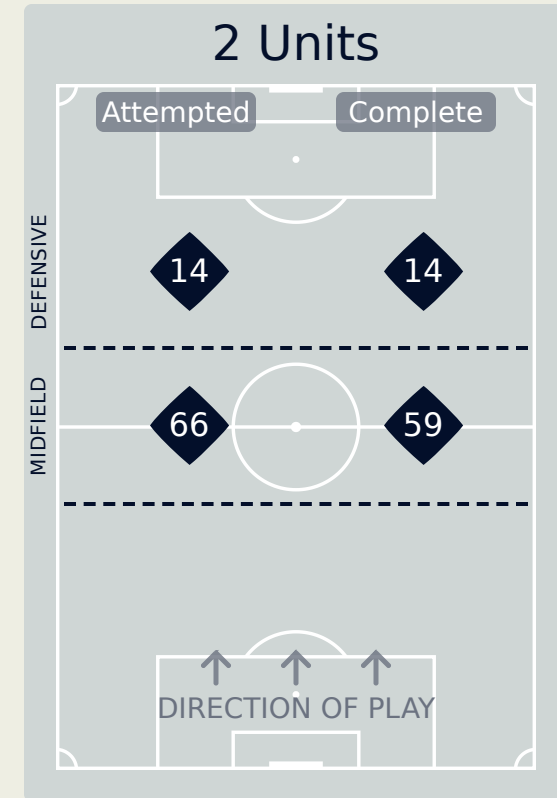 2 Units
Attempted Complete
DEFENSIVE
14 14
MIDFIELD
66 59
DIRECTION OF PLAY